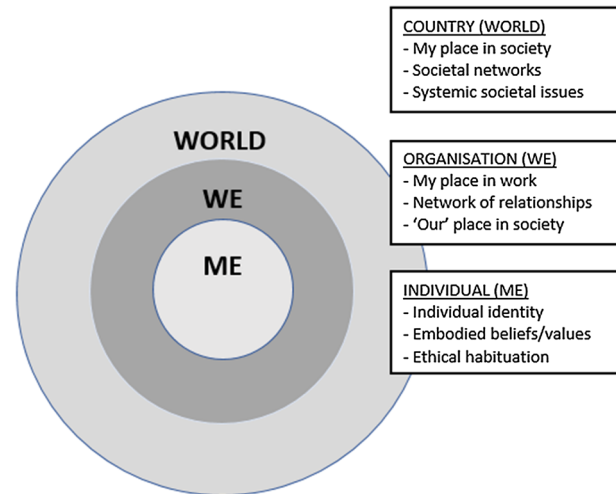 COUNTRY (WORLD)
- My place in society
- Societal networks
- Systemic societal issues
WORLD
WE
ME
ORGANISATION (WE)
- My place in work
- Network of relationships
- ‘Our’ place in society
INDIVIDUAL (ME)
- Individual identity
- Embodied beliefs/values
- Ethical habituation